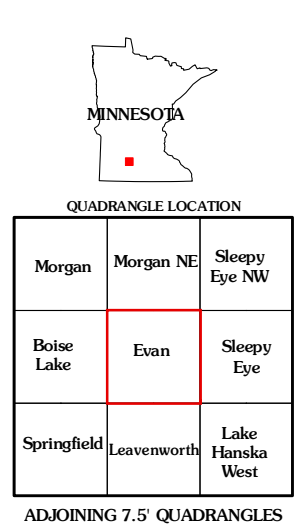 MINNESOTA
QUADRANGLE LOCATION
Morgan
Morgan NE
Sleepy
Eye NW
Boise
Lake
Evan
Sleepy
Eye
Springfield
Leavenworth
Lake
Hanska
West
ADJOINING 7.5' QUADRANGLES